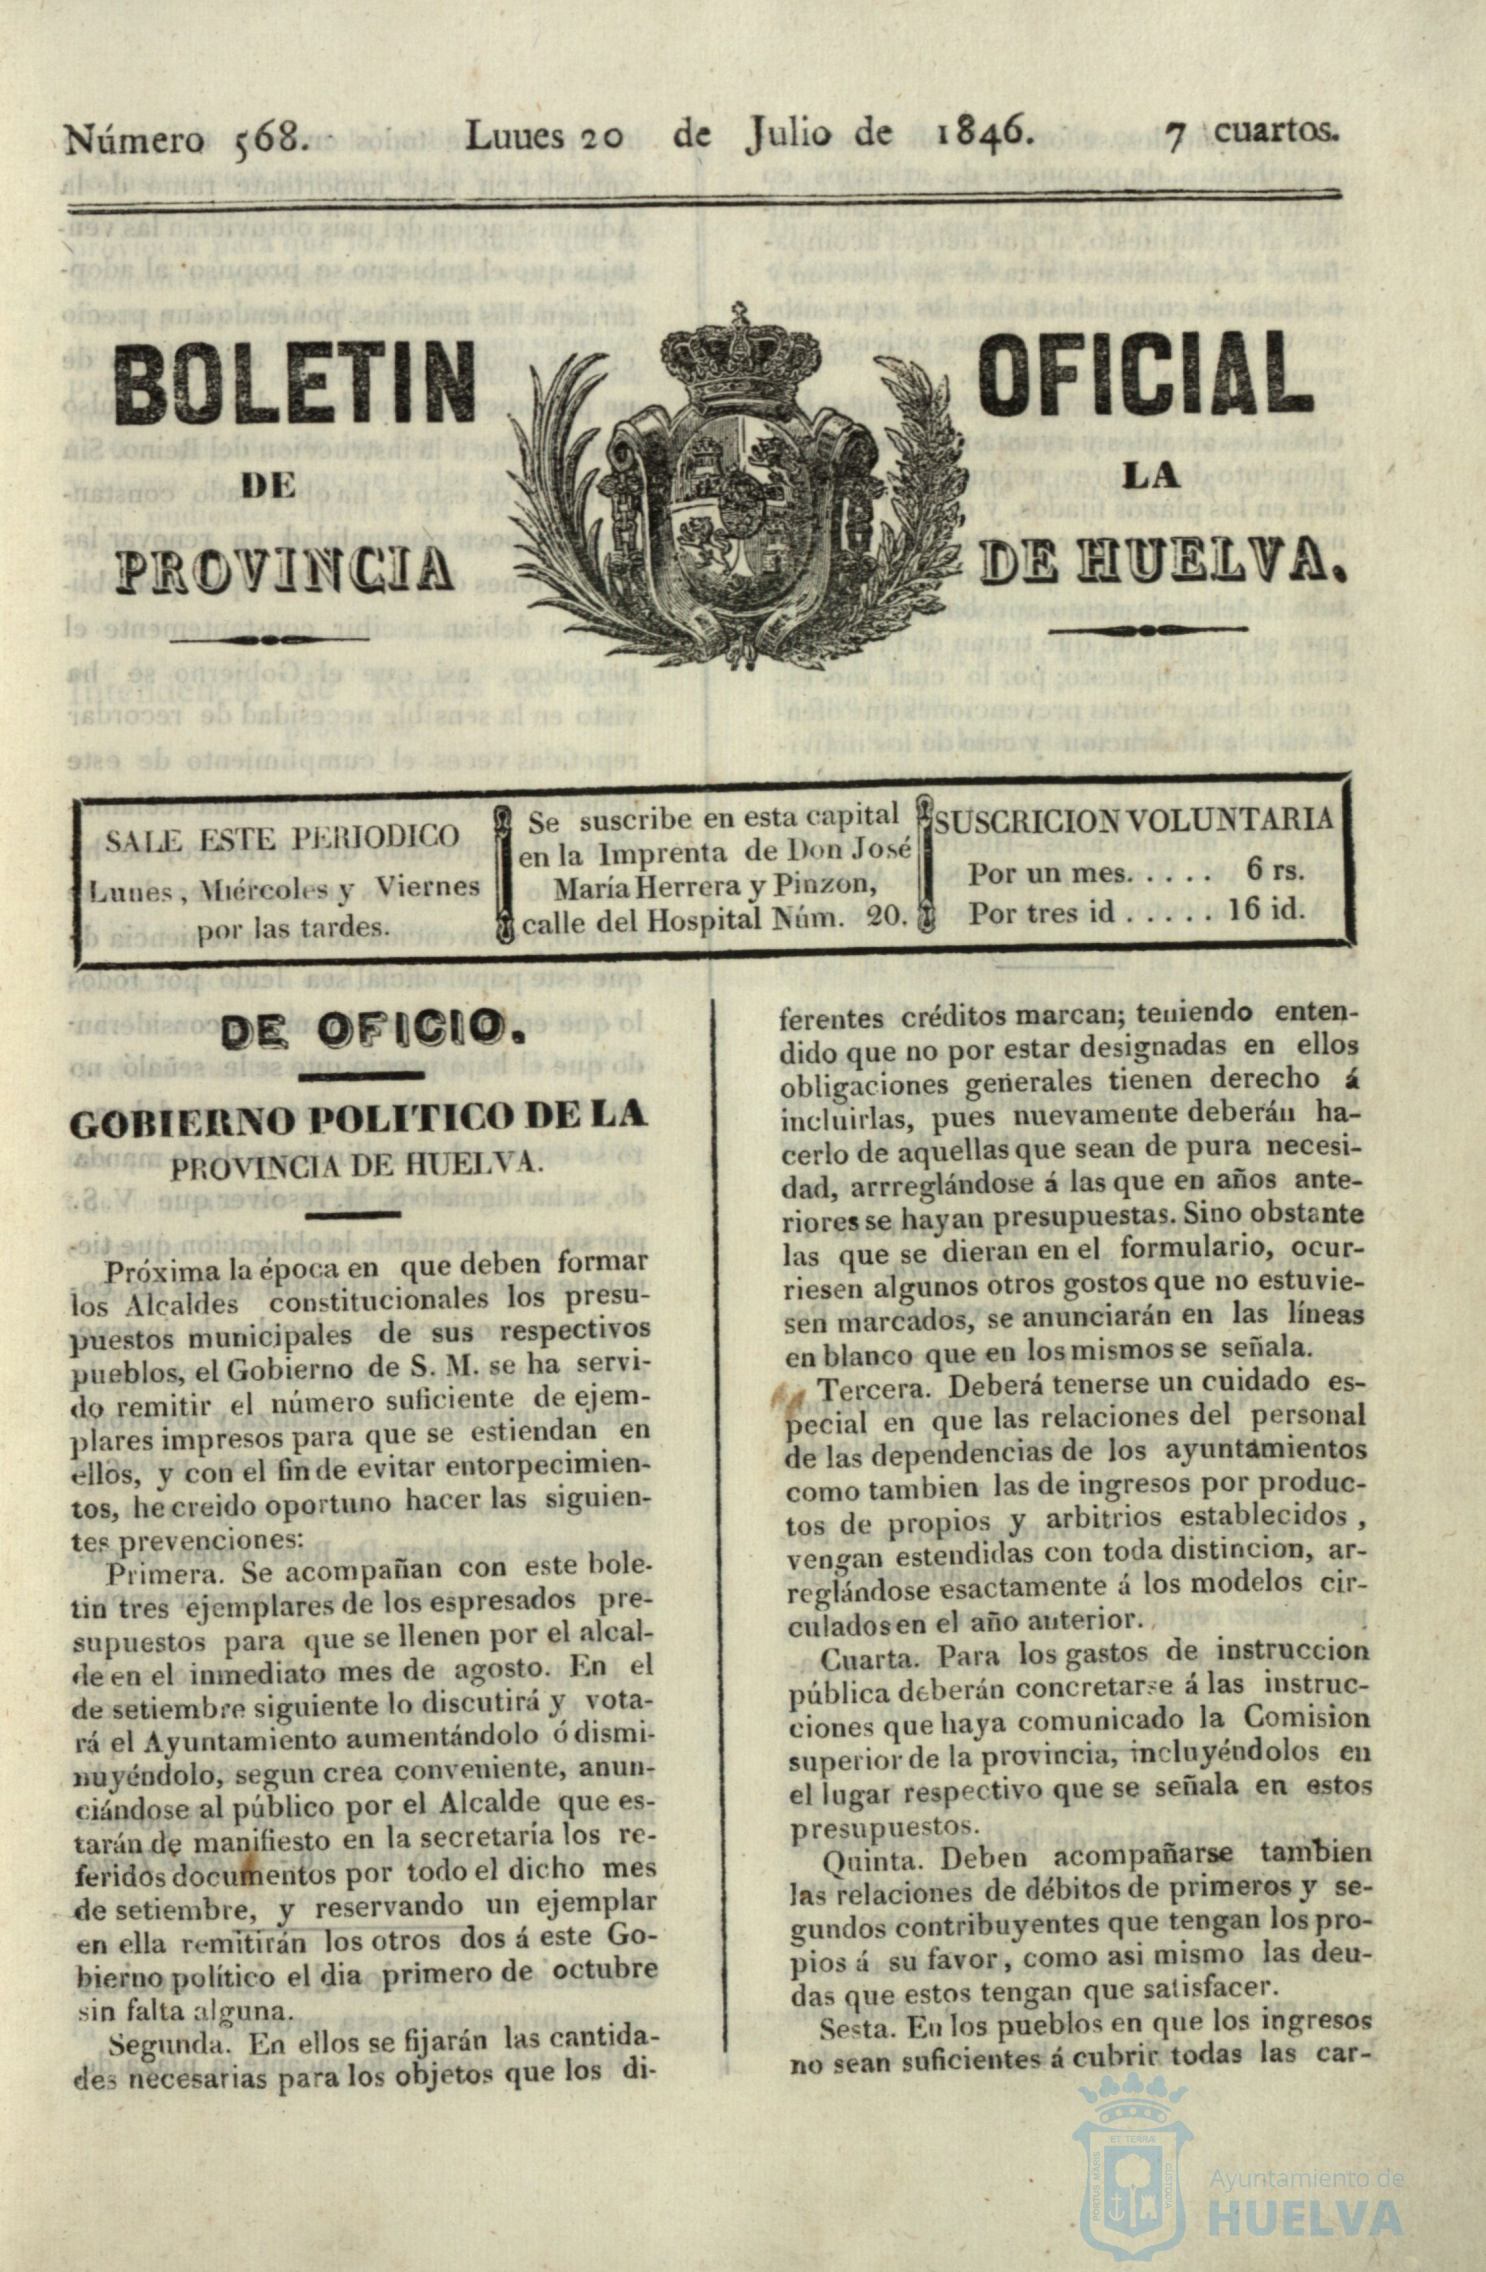 Número 568.
Luues 20 de Julio de 1846.
7 cuartos.
BOLETIN OFICIAL
DE LA
PROVINCIA DE HUELVA.
SALE ESTE PERIODICO
Lunes, Miércoles y Viernes
por las tardes.
Se suscribe en esta capital
en la Imprenta de Don José
María Herrera y Pinzon,
calle del Hospital Núm. 20.
SUSCRICION VOLUNTARIA
Por un mes. . . . . 6 rs.
Por tres id . . . . . 16 id.
DE OFICIO.
GOBIERNO POLITICO DE LA
PROVINCIA DE HUELVA.
Próxima la época en que deben formar
los Alcaldes constitucionales los presu-
puestos municipales de sus respectivos
pueblos, el Gobierno de S. M. se ha servi-
do remitir el número suficiente de ejem-
plares impresos para que se estiendan en
ellos, y con el fin de evitar entorpecimien-
tos, he creido oportuno hacer las siguien-
tes prevenciones:
Primera. Se acompañan con este bole-
tin tres ejemplares de los espresados pre-
supuestos para que se llenen por el alcal-
de en el inmediato mes de agosto. En el
de setiembre siguiente lo discutirá y vota-
rá el Ayuntamiento aumentándolo ó dismi-
nuyéndolo, segun crea conveniente, anun-
ciándose al público por el Alcalde que es-
tarán de manifiesto en la secretaría los re-
feridos documentos por todo el dicho mes
de setiembre, y reservando un ejemplar
en ella remitirán los otros dos á este Go-
bierno político el dia primero de octubre
sin falta alguna.
Segunda. En ellos se fijarán las cantida-
des necesarias para los objetos que los di-
ferentes créditos marcan; teniendo enten-
dido que no por estar designadas en ellos
obligaciones generales tienen derecho á
incluirlas, pues nuevamente deberán ha-
cerlo de aquellas que sean de pura necesi-
dad, arrreglándose á las que en años ante-
riores se hayan presupuestas. Sino obstante
las que se dieran en el formulario, ocur-
riesen algunos otros gostos que no estuvie-
sen marcados, se anunciarán en las líneas
en blanco que en los mismos se señala.
Tercera. Deberá tenerse un cuidado es-
pecial en que las relaciones del personal
de las dependencias de los ayuntamientos
como tambien las de ingresos por produc-
tos de propios y arbitrios establecidos ,
vengan estendidas con toda distincion, ar-
reglándose esactamente á los modelos cir-
culados en el año anterior.
Cuarta. Para los gastos de instruccion
pública deberán concretarse á las instruc-
ciones que haya comunicado la Comision
superior de la provincia, incluyéndolos en
el lugar respectivo que se señala en estos
presupuestos.
Quinta. Deben acompañarse tambien
las relaciones de débitos de primeros y se-
gundos contribuyentes que tengan los pro-
pios á su favor, como asi mismo las deu-
das que estos tengan que satisfacer.
Sesta. En los pueblos en que los ingresos
no sean suficientes á cubrir todas las car-
ET TERRA
PORTUS MARIS
CUSTODIA
Ayuntamiento de
HUELVA